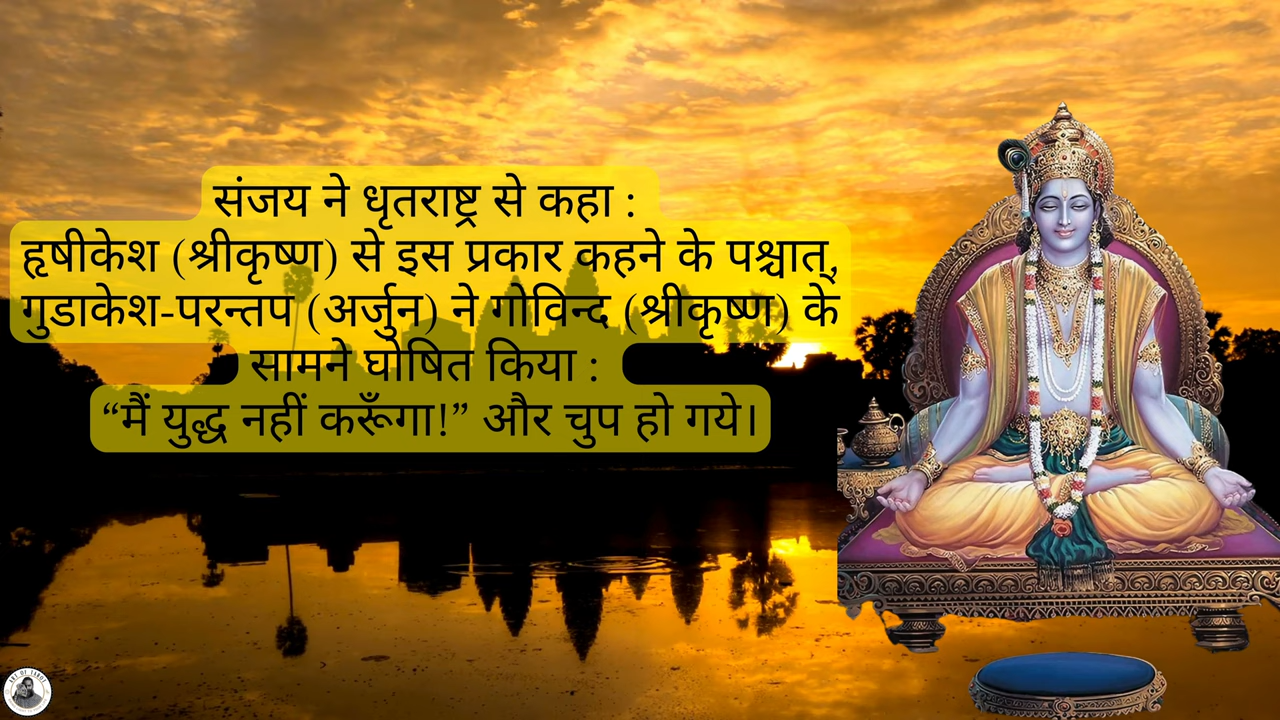 संजय ने धृतराष्ट्र से कहा :
हृषीकेश (श्रीकृष्ण) से इस प्रकार कहने के पश्चात्,
गुडाकेश-परन्तप (अर्जुन) ने गोविन्द (श्रीकृष्ण) के
सामने घोषित किया :
“मैं युद्ध नहीं करूँगा!” और चुप हो गये।